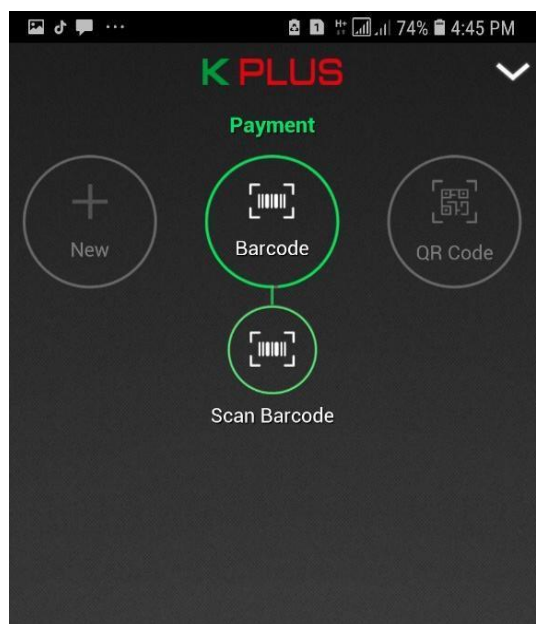 74% 4:45 PM
K PLUS
Payment
New
Barcode
QR Code
Scan Barcode